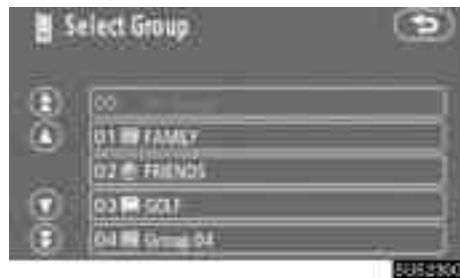 Select Group
00
01 FAMILY
02 FRIENDS
03 GOLF
04 Group 04